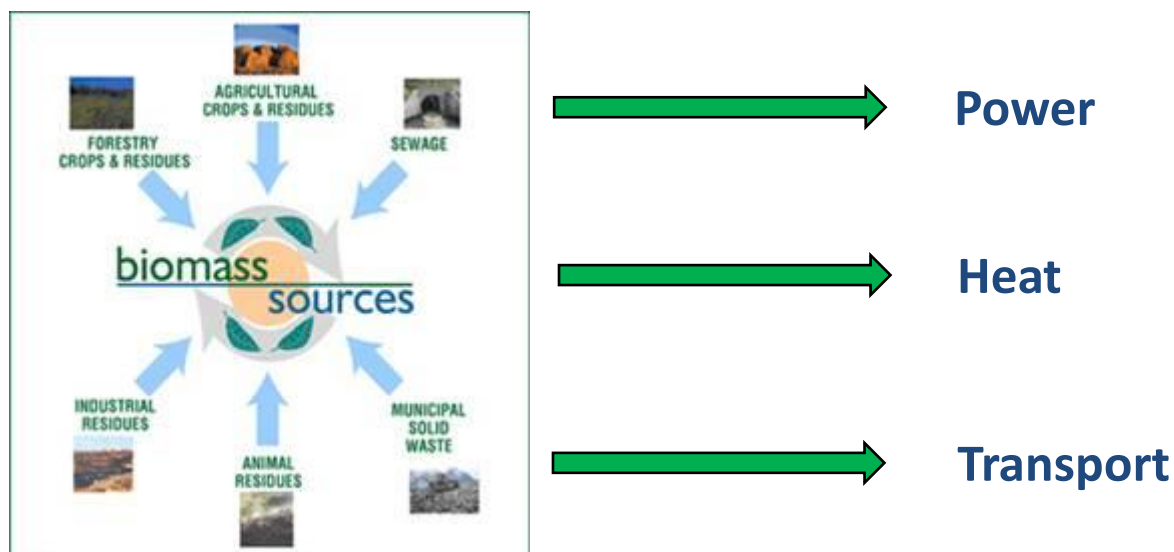 AGRICULTURAL
CROPS & RESIDUES
FORESTRY
CROPS & RESIDUES
SEWAGE
biomass
sources
INDUSTRIAL
RESIDUES
ANIMAL
RESIDUES
MUNICIPAL
SOLID
WASTE
Power
Heat
Transport